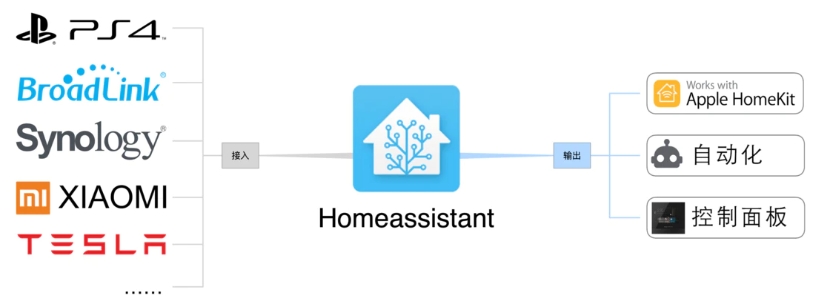 PS4
BroadLink®
Synology®
MI XIAOMI
TESLA
......
接入
Homeassistant
输出
Works with
Apple HomeKit
自动化
控制面板